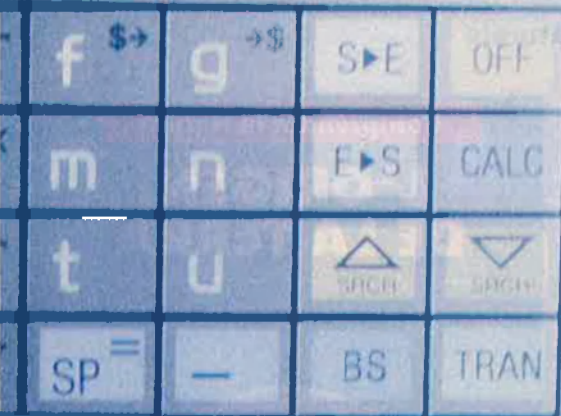 f $→ g →$ S▶E OFF
m n E▶S CALC
t u △ ▽
SRCH SRCH
SP = – BS TRAN